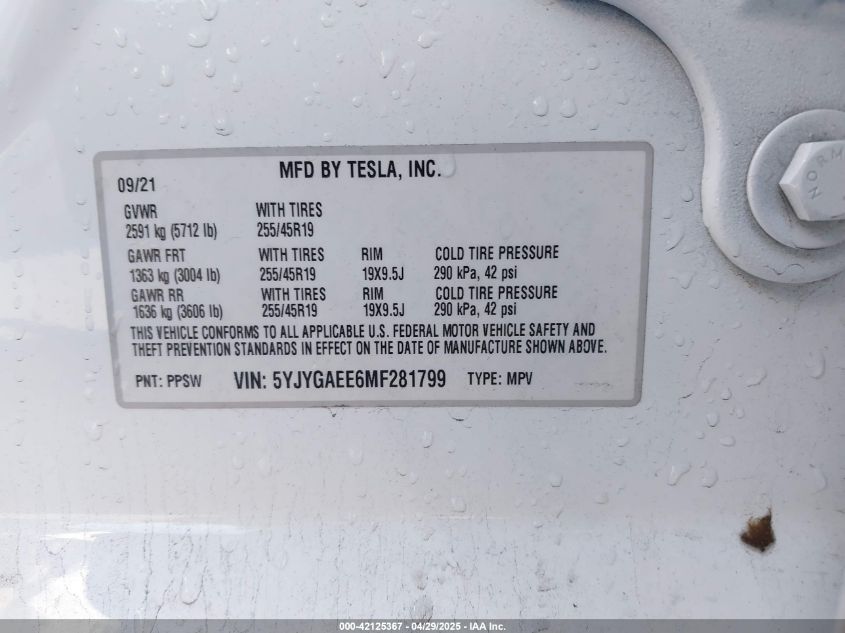 MFD BY TESLA, INC.
09/21
GVWR WITH TIRES
2591 kg (5712 lb) 255/45R19
GAWR FRT WITH TIRES RIM COLD TIRE PRESSURE
1363 kg (3004 lb) 255/45R19 19X9.5J 290 kPa, 42 psi
GAWR RR WITH TIRES RIM COLD TIRE PRESSURE
1636 kg (3606 lb) 255/45R19 19X9.5J 290 kPa, 42 psi
THIS VEHICLE CONFORMS TO ALL APPLICABLE U.S. FEDERAL MOTOR VEHICLE SAFETY AND
THEFT PREVENTION STANDARDS IN EFFECT ON THE DATE OF MANUFACTURE SHOWN ABOVE.
PNT: PPSW VIN: 5YJYGAEE6MF281799 TYPE: MPV
NORM
000-42125367 - 04/29/2025 - IAA Inc.